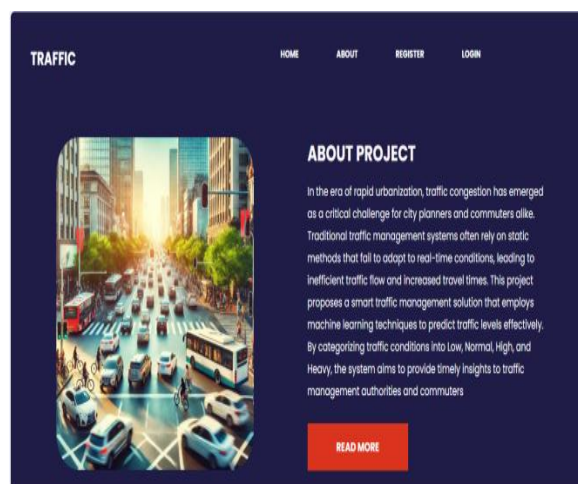 TRAFFIC
HOME ABOUT REGISTER LOGIN
ABOUT PROJECT
In the era of rapid urbanization, traffic congestion has emerged
as a critical challenge for city planners and commuters alike.
Traditional traffic management systems often rely on static
methods that fail to adapt to real-time conditions, leading to
inefficient traffic flow and increased travel times. This project
proposes a smart traffic management solution that employs
machine learning techniques to predict traffic levels effectively.
By categorizing traffic conditions into Low, Normal, High, and
Heavy, the system aims to provide timely insights to traffic
management authorities and commuters
READ MORE